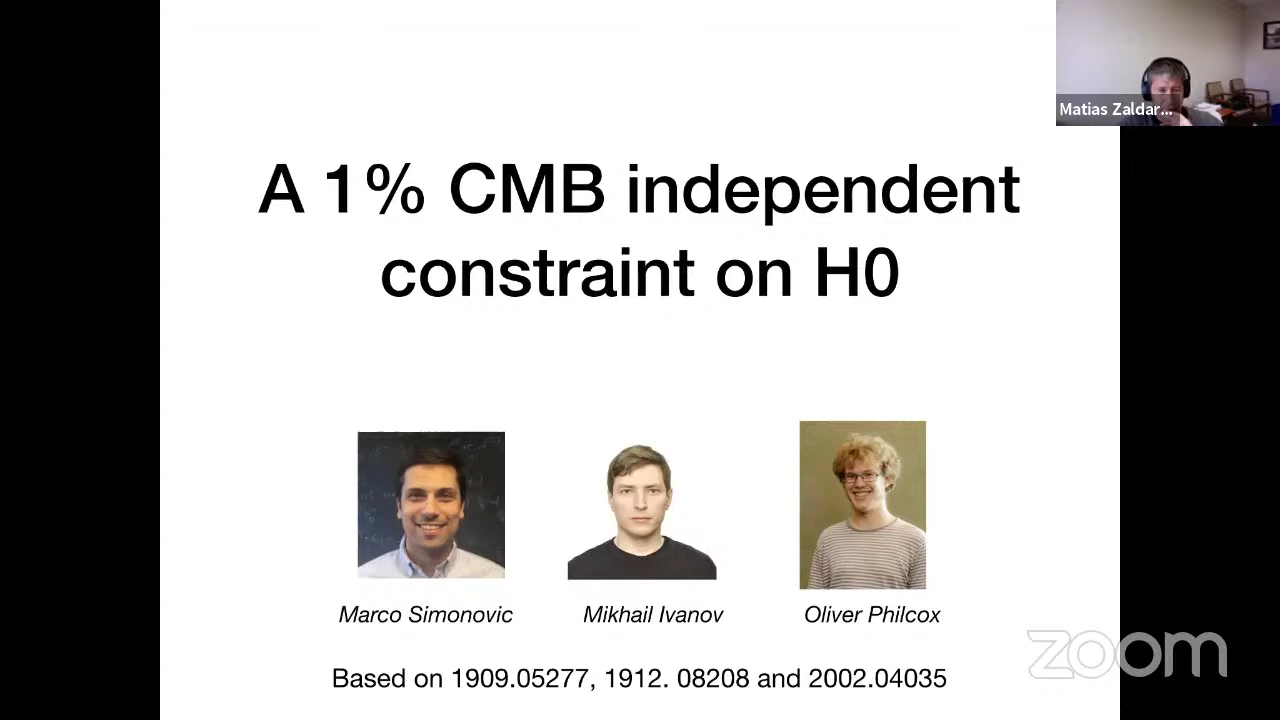 Matias Zaldar...
A 1% CMB independent
constraint on H0
Marco Simonovic
Mikhail Ivanov
Oliver Philcox
Based on 1909.05277, 1912. 08208 and 2002.04035
zoom